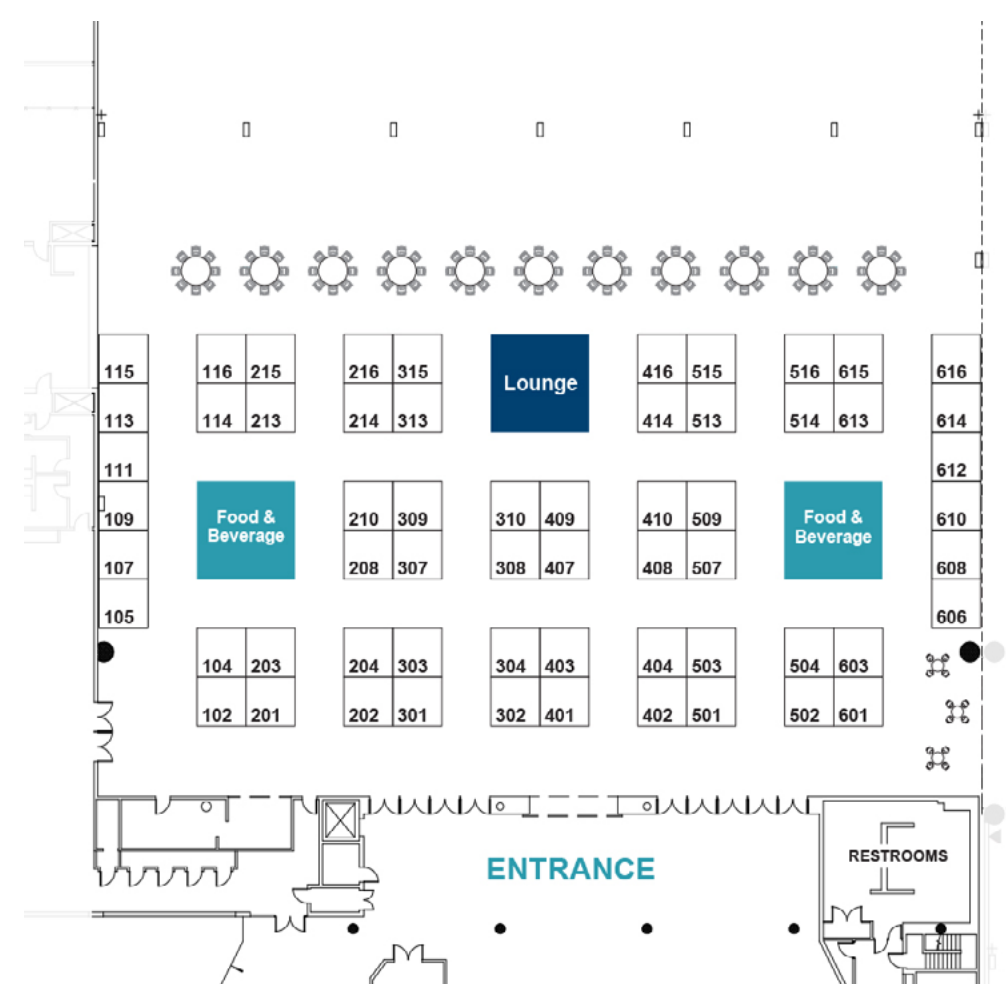 115 116 215 216 315 Lounge 416 515 516 615 616
113 114 213 214 313 414 513 514 613 614
111 612
109 Food & 210 309 310 409 410 509 Food & 610
Beverage Beverage
107 208 307 308 407 408 507 608
105 606
104 203 204 303 304 403 404 503 504 603
102 201 202 301 302 401 402 501 502 601
RESTROOMS
ENTRANCE